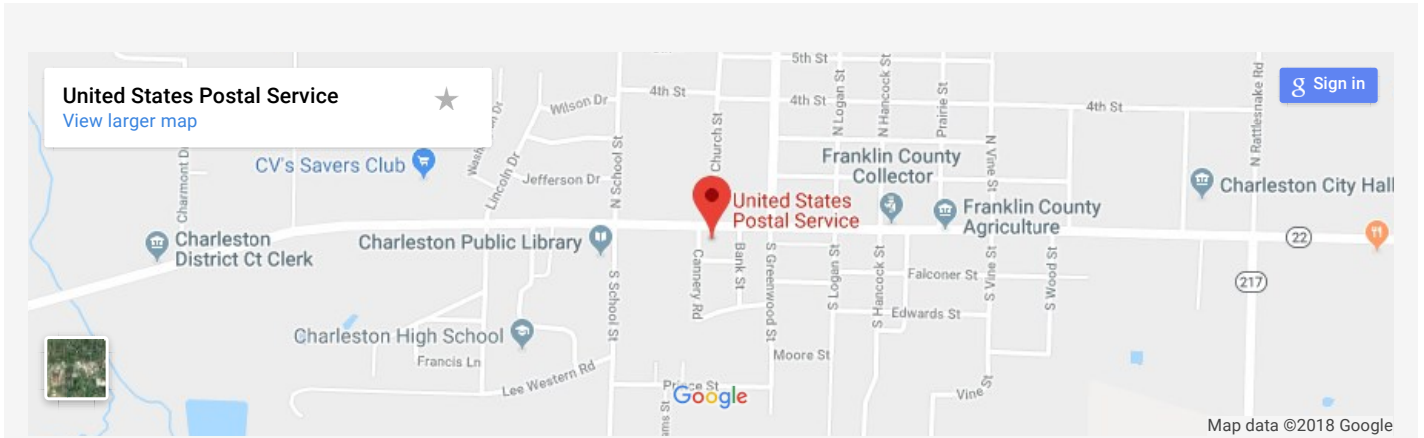 United States Postal Service
View larger map
Sign in
5th St
4th St
4th St
4th St
Wilson Dr
Church St
N Logan St
N Hancock St
Prairie St
N Rattlesnake Rd
Charmont D
CV's Savers Club
Lincoln Dr
Jefferson Dr
N School St
N Vine St
Franklin County
Collector
Charleston City Hall
United States
Postal Service
Franklin County
Agriculture
Charleston
District Ct Clerk
Charleston Public Library
22
217
Cannery Rd
Bank St
S Greenwood St
S Logan St
S Hancock St
Falconer St
S Vine St
S Wood St
S School St
Edwards St
Charleston High School
Francis Ln
Lee Western Rd
Moore St
Vine St
Google
Map data ©2018 Google